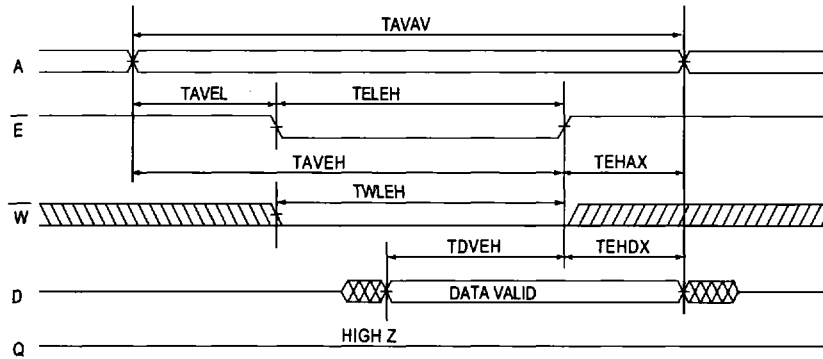 TAVAV
A
TAVEL TELEH
E
TAVEH TEHAX
TWLEH
W
TDVEH TEHDX
D DATA VALID
HIGH Z
Q